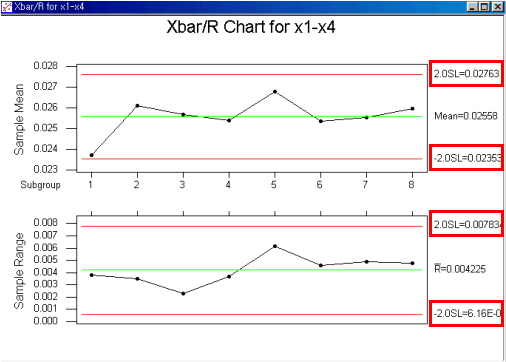 Xbar/R for x1-x4
Xbar/R Chart for x1-x4
Sample Mean
0.028
0.027
0.026
0.025
0.024
0.023
2.0SL=0.02763
Mean=0.02558
-2.0SL=0.02353
Subgroup 1 2 3 4 5 6 7 8
Sample Range
0.008
0.007
0.006
0.005
0.004
0.003
0.002
0.001
0.000
2.0SL=0.007834
R̅=0.004225
-2.0SL=6.16E-0